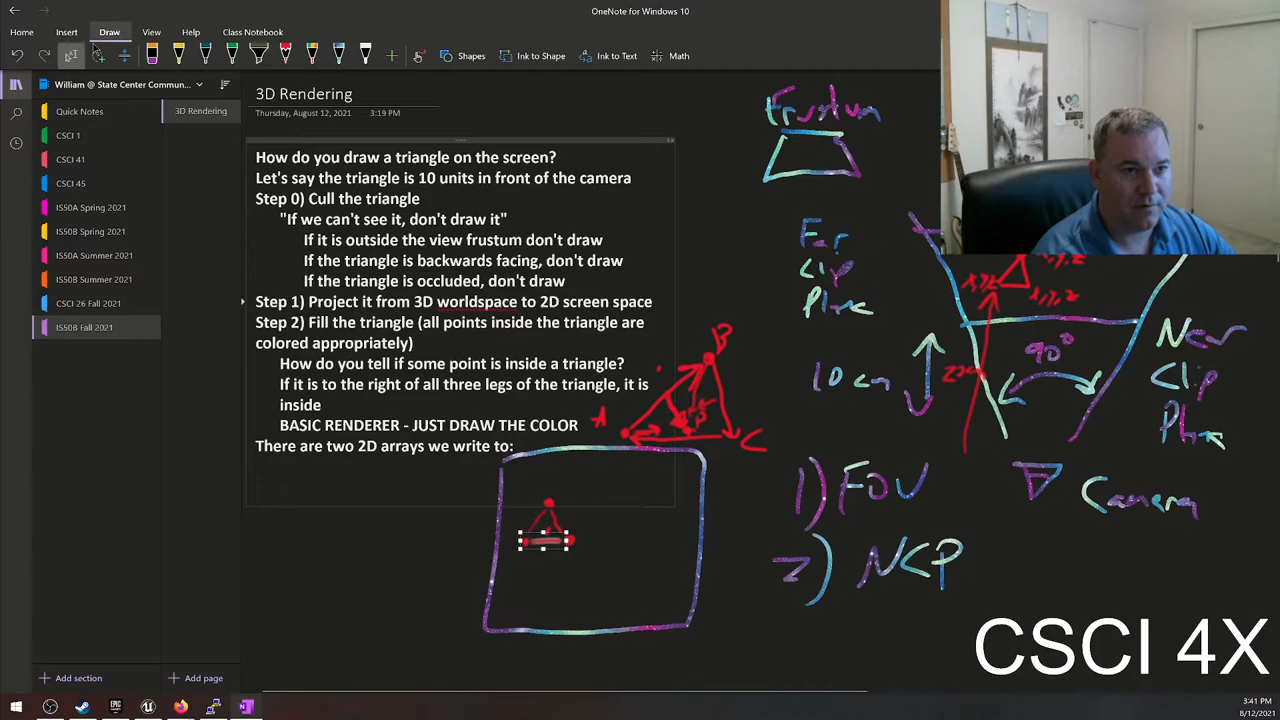 OneNote for Windows 10
Home
Insert
Draw
View
Help
Class Notebook
Shapes
Ink to Shape
Ink to Text
Math
William @ State Center Commun...
Quick Notes
CSCI 1
CSCI 41
CSCI 45
IS50A Spring 2021
IS50B Spring 2021
IS50A Summer 2021
IS50B Summer 2021
CSCI 26 Fall 2021
IS50B Fall 2021
Add section
3D Rendering
Add page
3D Rendering
Thursday, August 12, 2021 3:19 PM
How do you draw a triangle on the screen?
Let's say the triangle is 10 units in front of the camera
Step 0) Cull the triangle
"If we can't see it, don't draw it"
If it is outside the view frustum don't draw
If the triangle is backwards facing, don't draw
If the triangle is occluded, don't draw
Step 1) Project it from 3D worldspace to 2D screen space
Step 2) Fill the triangle (all points inside the triangle are
colored appropriately)
How do you tell if some point is inside a triangle?
If it is to the right of all three legs of the triangle, it is
inside
BASIC RENDERER - JUST DRAW THE COLOR
There are two 2D arrays we write to:
A
B
C
P
Frustum
Far
Clip
Plane
x,y,z
x,y,z
10cm
90°
Near
Clip
Plane
1) FOV
2) NCP
Camera
CSCI 4X
3:41 PM
8/12/2021